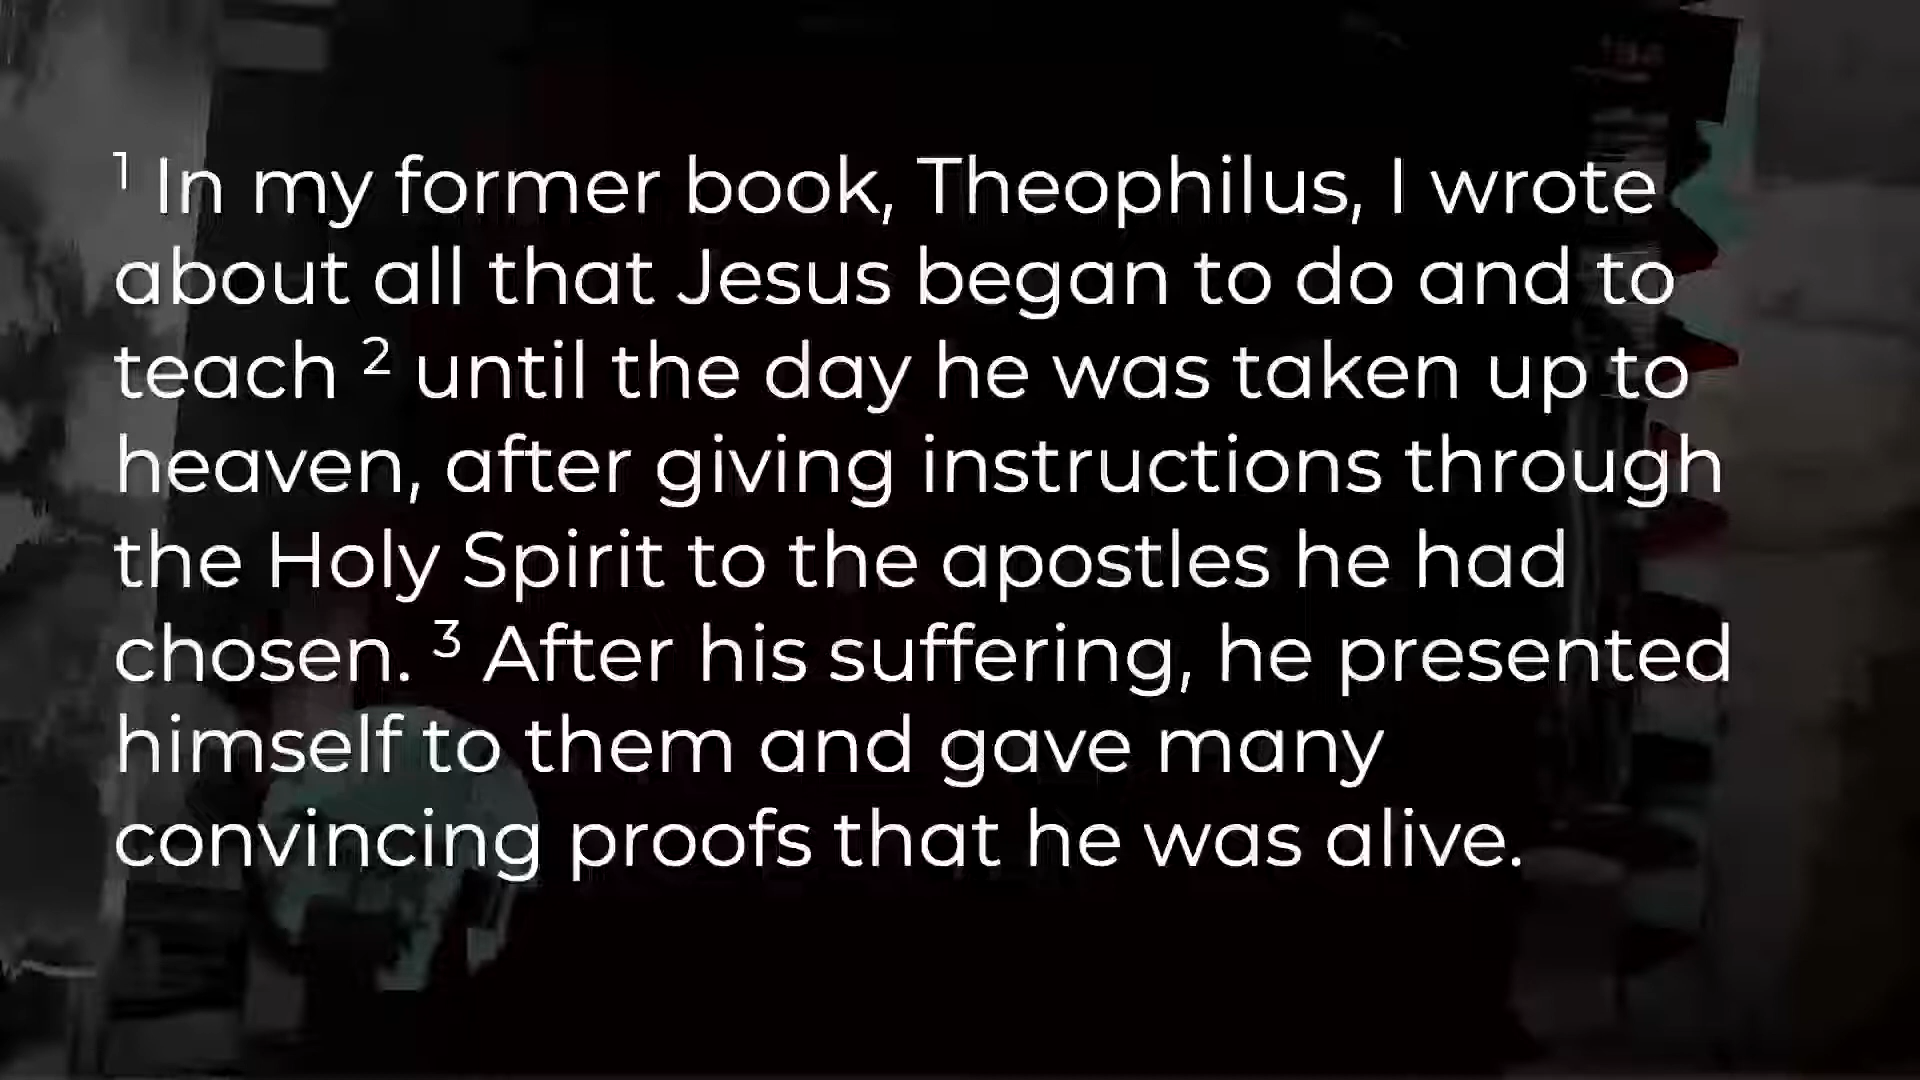 ¹ In my former book, Theophilus, I wrote
about all that Jesus began to do and to
teach ² until the day he was taken up to
heaven, after giving instructions through
the Holy Spirit to the apostles he had
chosen. ³ After his suffering, he presented
himself to them and gave many
convincing proofs that he was alive.